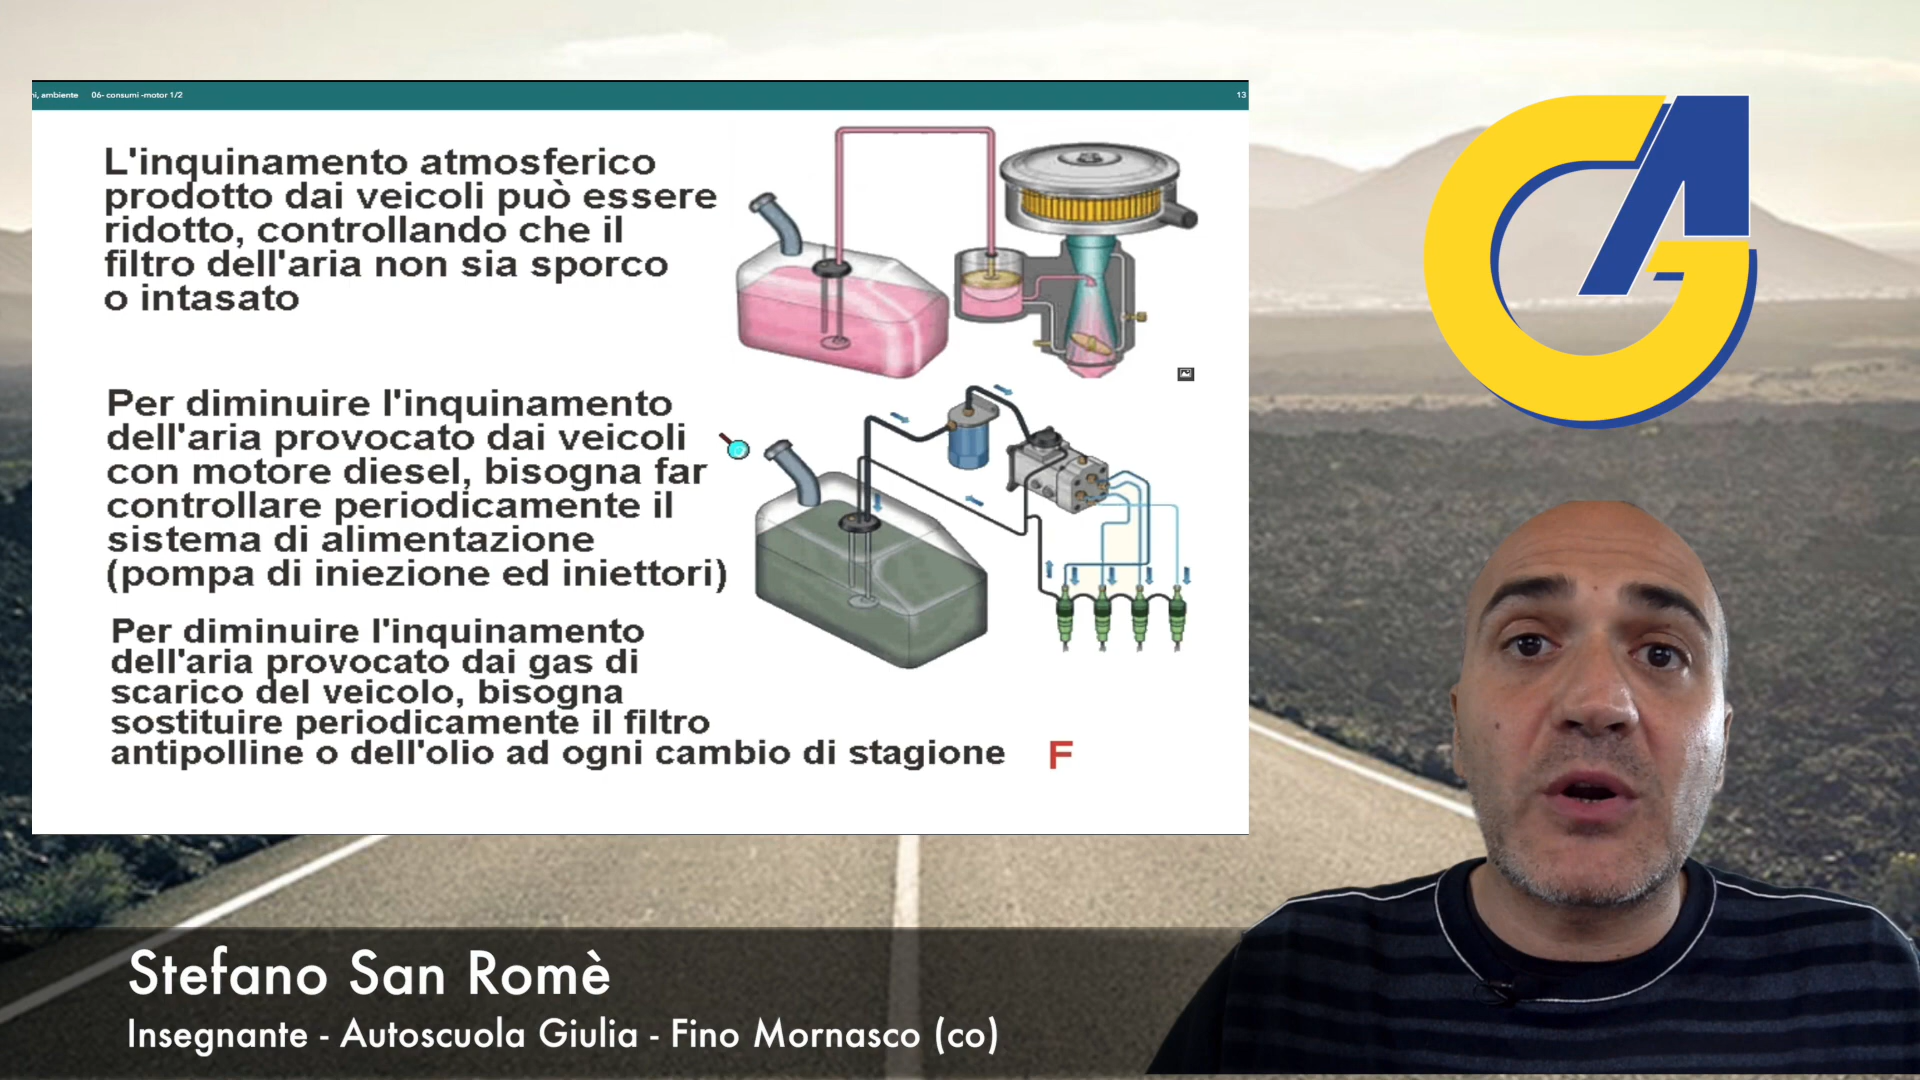 ni, ambiente 06- consumi -motor 1/2 13
L'inquinamento atmosferico
prodotto dai veicoli può essere
ridotto, controllando che il
filtro dell'aria non sia sporco
o intasato
Per diminuire l'inquinamento
dell'aria provocato dai veicoli
con motore diesel, bisogna far
controllare periodicamente il
sistema di alimentazione
(pompa di iniezione ed iniettori)
Per diminuire l'inquinamento
dell'aria provocato dai gas di
scarico del veicolo, bisogna
sostituire periodicamente il filtro
antipolline o dell'olio ad ogni cambio di stagione F
Stefano San Romè
Insegnante - Autoscuola Giulia - Fino Mornasco (co)